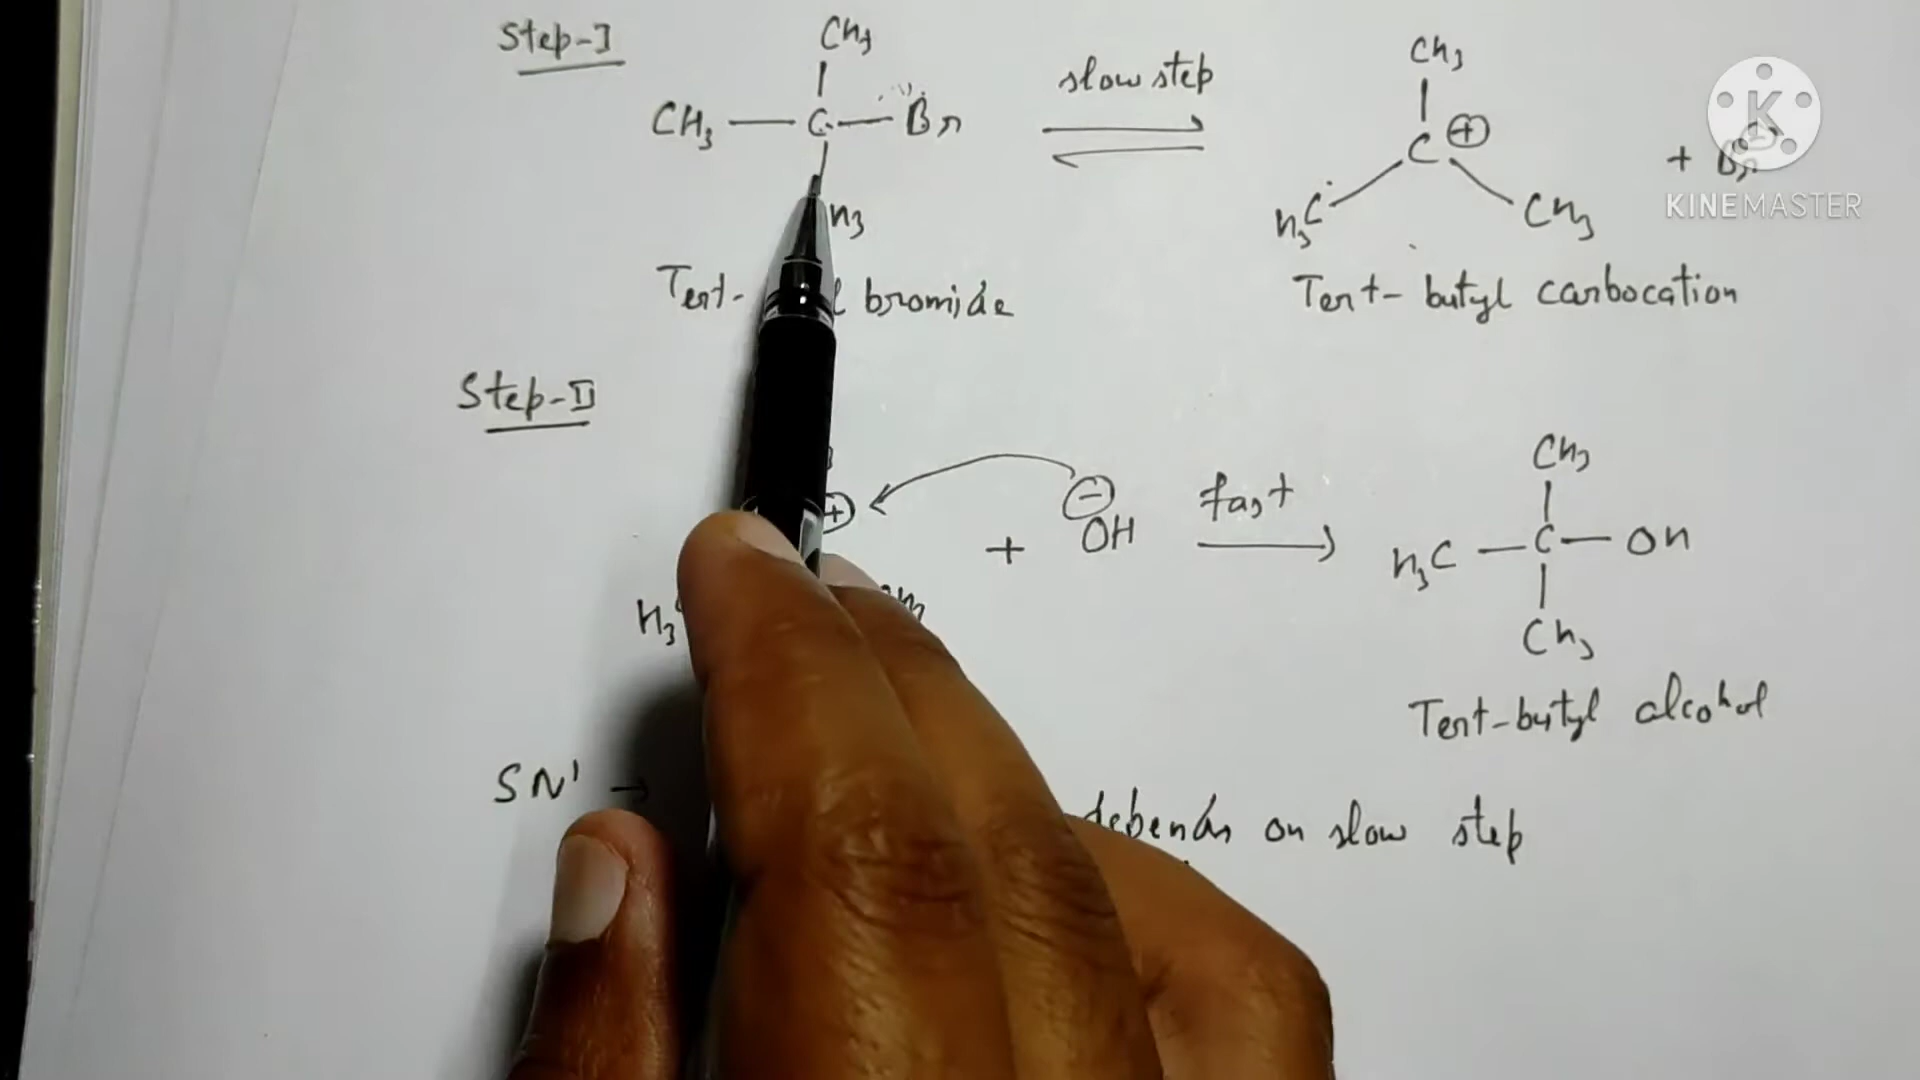 Step-I
CH3
CH3 — C — Br
slow step
CH3
C ⊕
H3C
CH3
+ Br
KINEMASTER
Tert- bromide
Tert- butyl carbocation
Step-II
⊕
+
⊖
OH
fast
CH3
H3C — C — OH
CH3
H3
Tert-butyl alcohol
SN1 →
depends on slow step